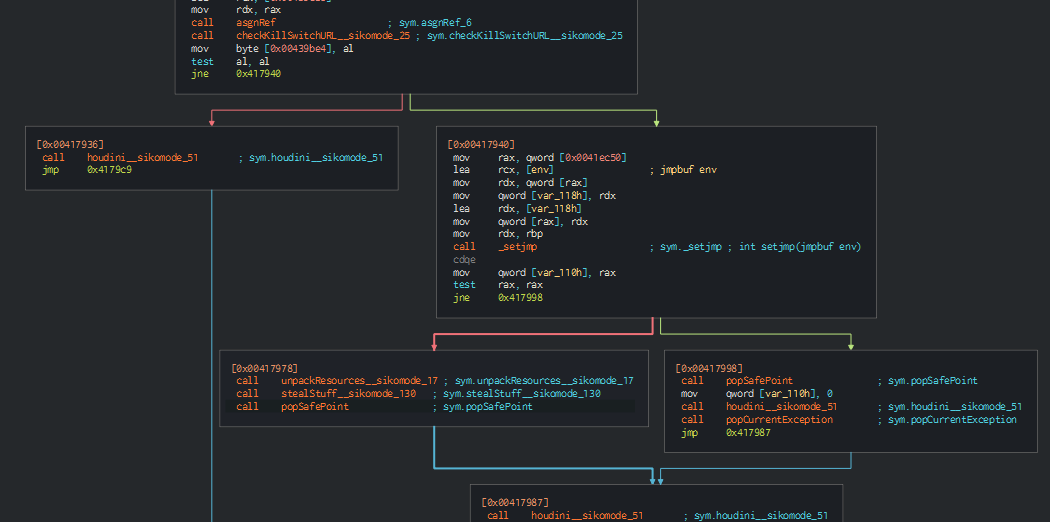 mov rdx, rax
call asgnRef ; sym.asgnRef_6
call checkKillSwitchURL__sikomode_25 ; sym.checkKillSwitchURL__sikomode_25
mov byte [0x00439be4], al
test al, al
jne 0x417940
[0x00417936]
call houdini__sikomode_51 ; sym.houdini__sikomode_51
jmp 0x4179c9
[0x00417940]
mov rax, qword [0x0041ec50]
lea rcx, [env] ; jmpbuf env
mov rdx, qword [rax]
mov qword [var_118h], rdx
lea rdx, [var_118h]
mov qword [rax], rdx
mov rdx, rbp
call _setjmp ; sym._setjmp ; int setjmp(jmpbuf env)
cdqe
mov qword [var_110h], rax
test rax, rax
jne 0x417998
[0x00417978]
call unpackResources__sikomode_17 ; sym.unpackResources__sikomode_17
call stealStuff__sikomode_130 ; sym.stealStuff__sikomode_130
call popSafePoint ; sym.popSafePoint
[0x00417998]
call popSafePoint ; sym.popSafePoint
mov qword [var_110h], 0
call houdini__sikomode_51 ; sym.houdini__sikomode_51
call popCurrentException ; sym.popCurrentException
jmp 0x417987
[0x00417987]
call houdini__sikomode_51 ; sym.houdini__sikomode_51